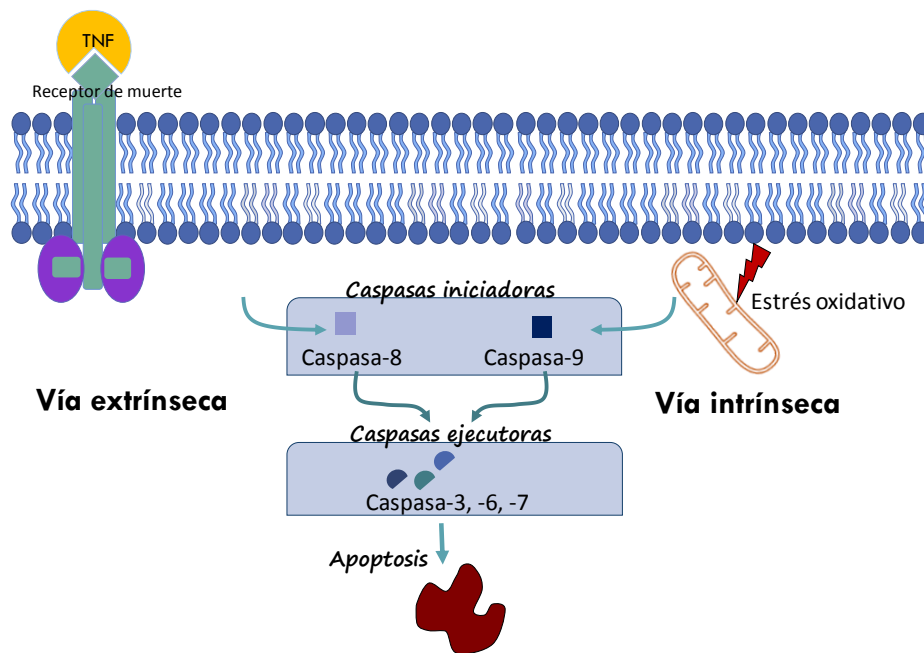 TNF
Receptor de muerte
Caspasas iniciadoras
Estrés oxidativo
Caspasa-8
Caspasa-9
Vía extrínseca
Vía intrínseca
Caspasas ejecutoras
Caspasa-3, -6, -7
Apoptosis